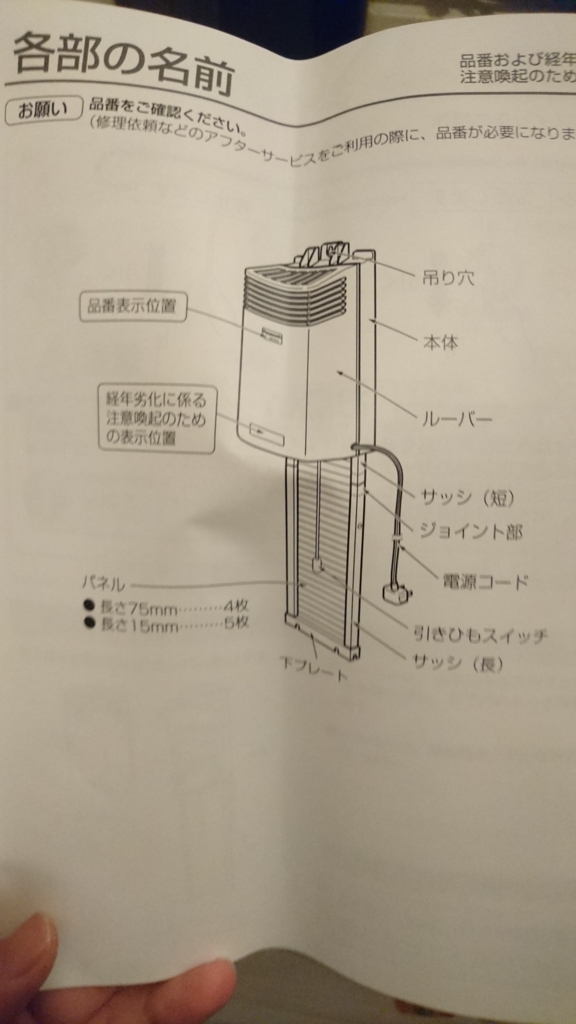 各部の名前
品番および経年
注意喚起のため
お願い
品番をご確認ください。
(修理依頼などのアフターサービスをご利用の際に、品番が必要になりま
吊り穴
品番表示位置
本体
経年劣化に係る
注意喚起のため
の表示位置
ルーバー
サッシ（短）
ジョイント部
電源コード
パネル
●長さ75mm………4枚
●長さ15mm………5枚
引きひもスイッチ
サッシ（長）
下プレート